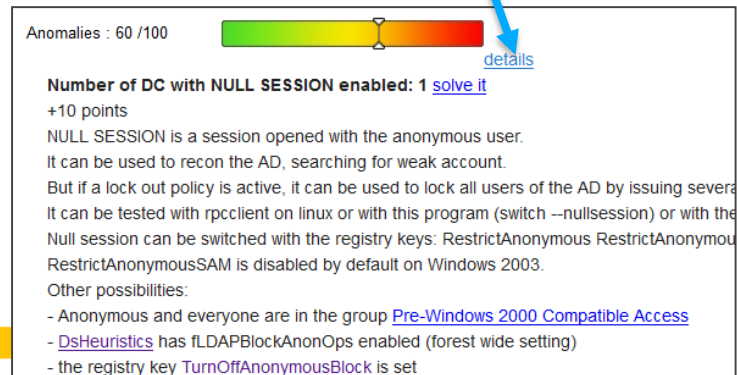 Anomalies : 60 /100
details
Number of DC with NULL SESSION enabled: 1 solve it
+10 points
NULL SESSION is a session opened with the anonymous user.
It can be used to recon the AD, searching for weak account.
But if a lock out policy is active, it can be used to lock all users of the AD by issuing
It can be tested with rpcclient on linux or with this program (switch --nullsession) or with the
Null session can be switched with the registry keys: RestrictAnonymous
RestrictAnonymousSAM is disabled by default on Windows 2003.
Other possibilities:
- Anonymous and everyone are in the group Pre-Windows 2000 Compatible Access
- DsHeuristics has fLDAPBlockAnonOps enabled (forest wide setting)
- the registry key TurnOffAnonymousBlock is set